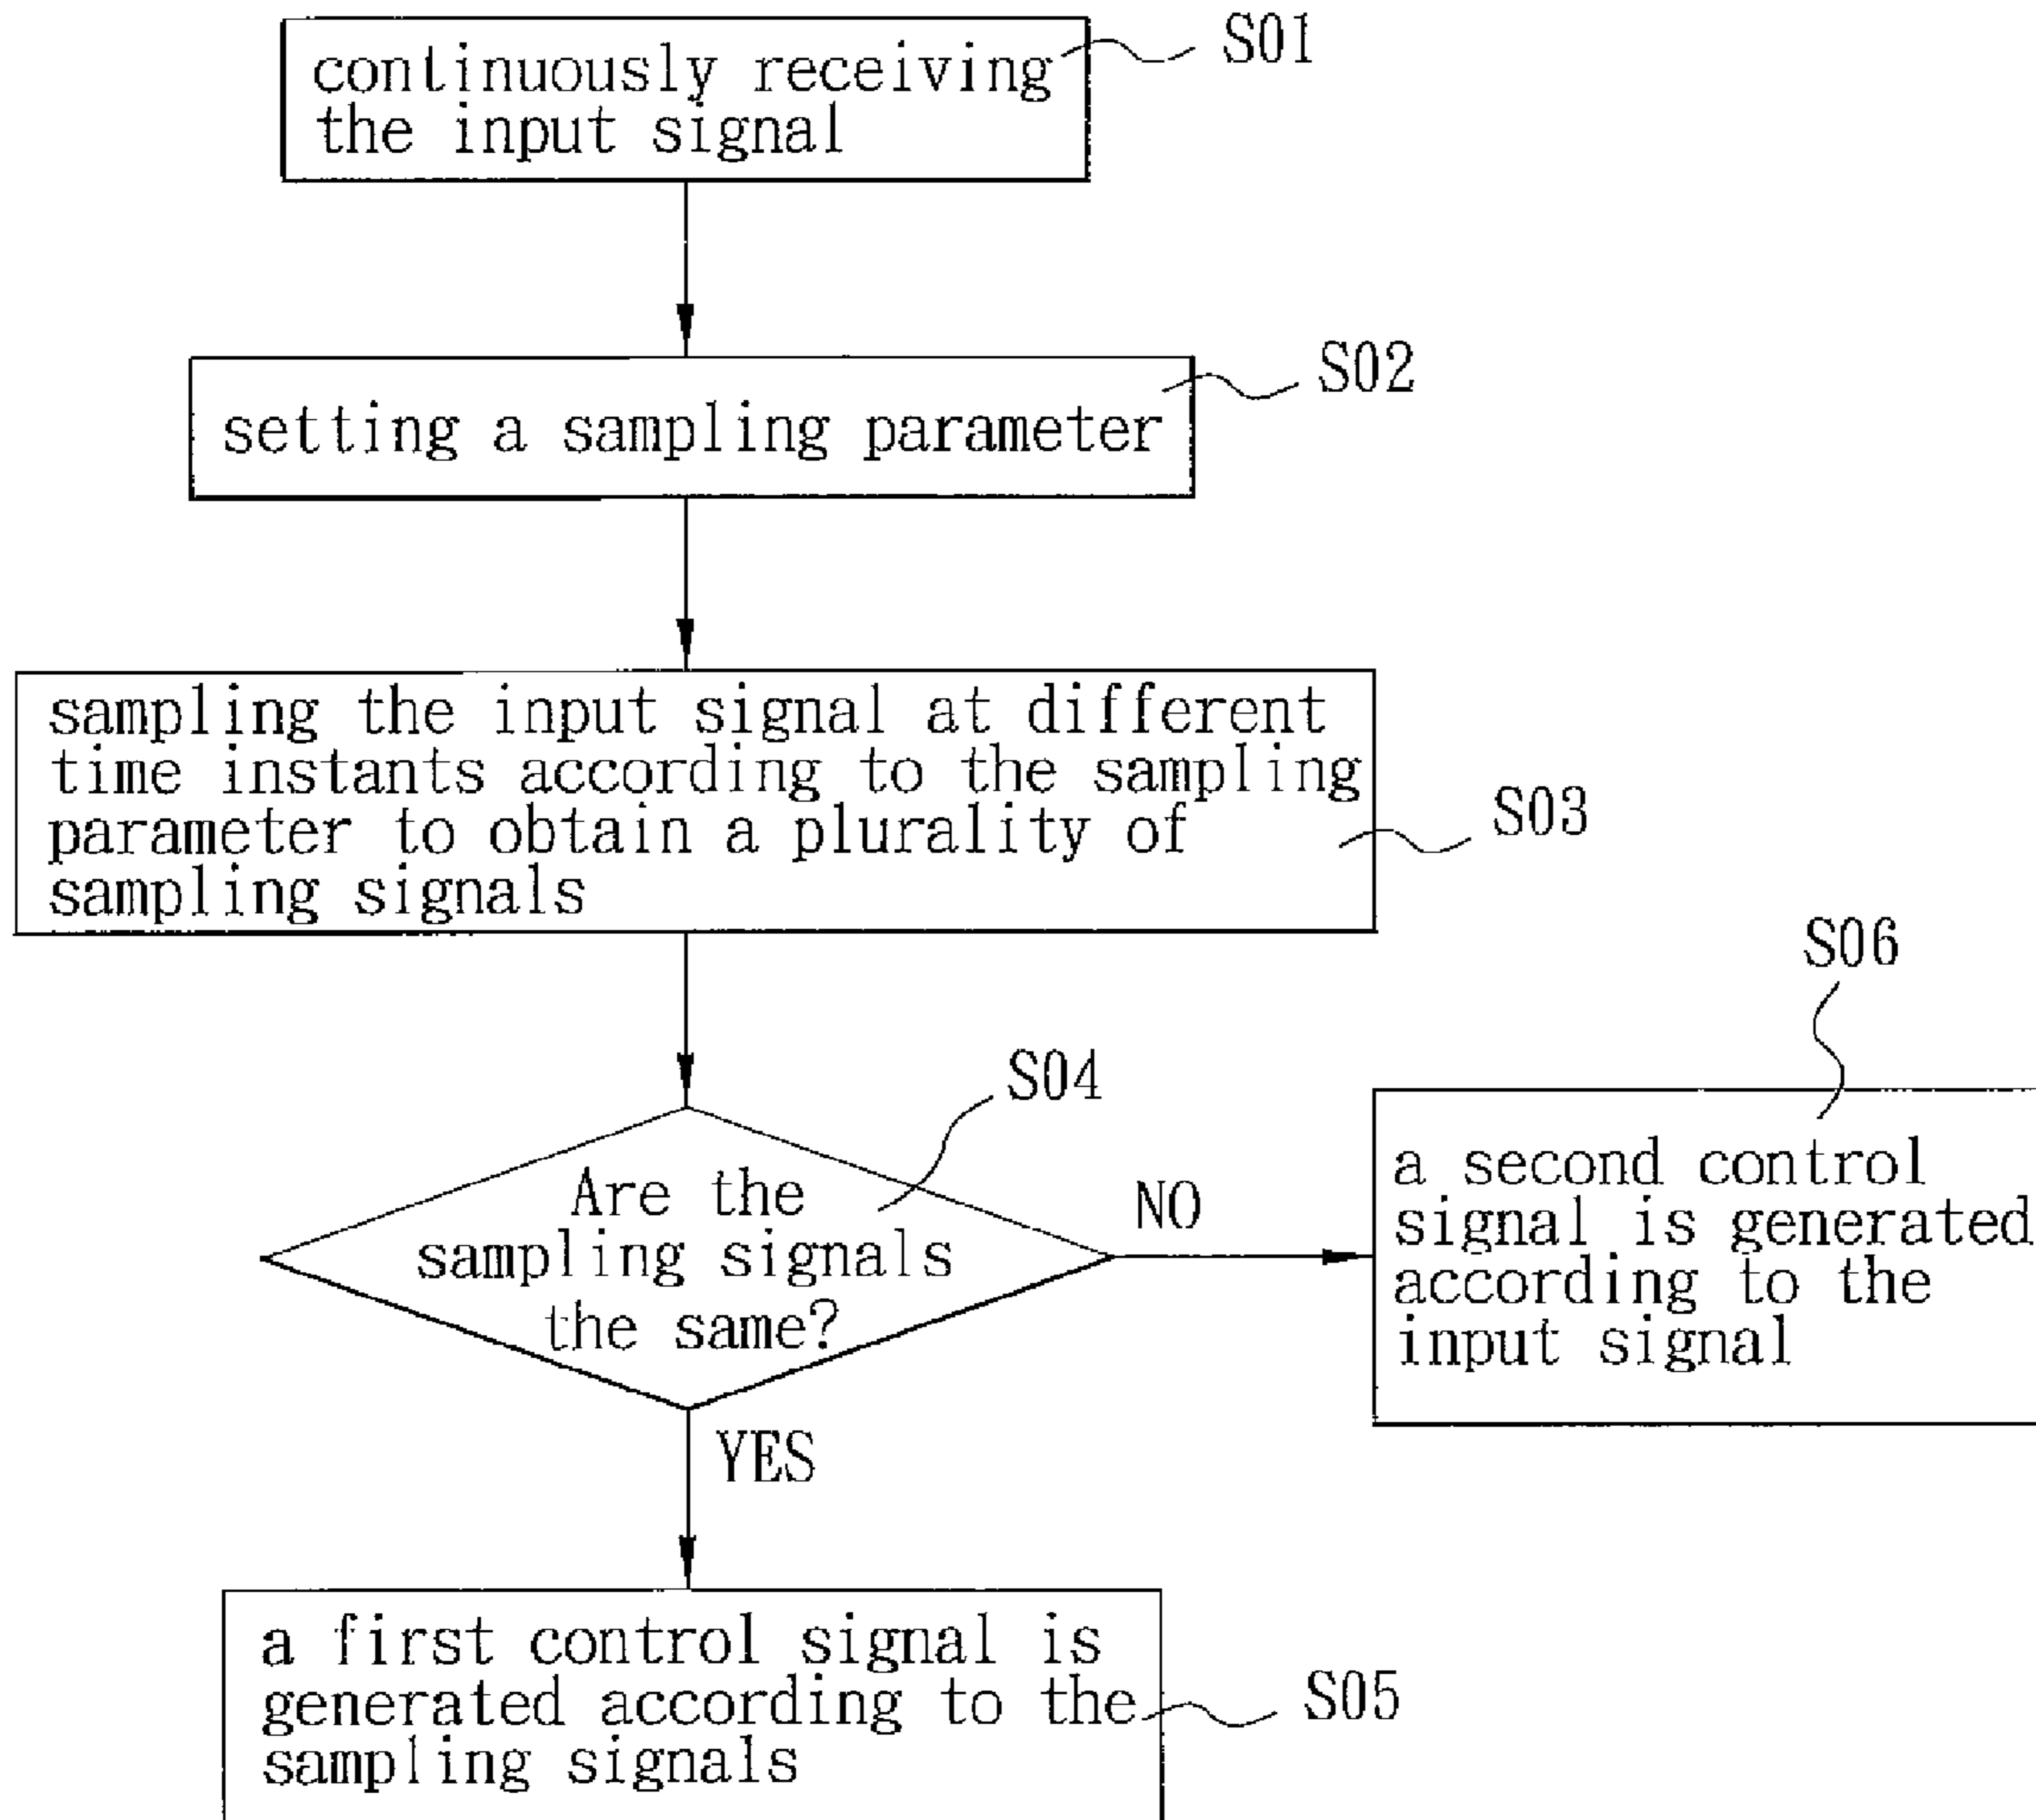 continuously receiving
the input signal
S01
setting a sampling parameter
S02
sampling the input signal at different
time instants according to the sampling
parameter to obtain a plurality of
sampling signals
S03
Are the
sampling signals
the same?
S04
NO
YES
a second control
signal is generated
according to the
input signal
S06
a first control signal is
generated according to the
sampling signals
S05